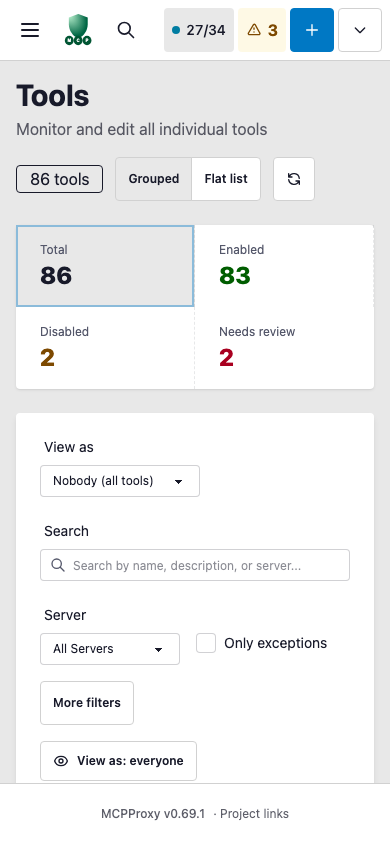 MCP
27/34
3
Tools
Monitor and edit all individual tools
86 tools
Grouped
Flat list
Total
86
Enabled
83
Disabled
2
Needs review
2
View as
Nobody (all tools)
Search
Search by name, description, or server...
Server
All Servers
Only exceptions
More filters
View as: everyone
MCPProxy v0.69.1 · Project links